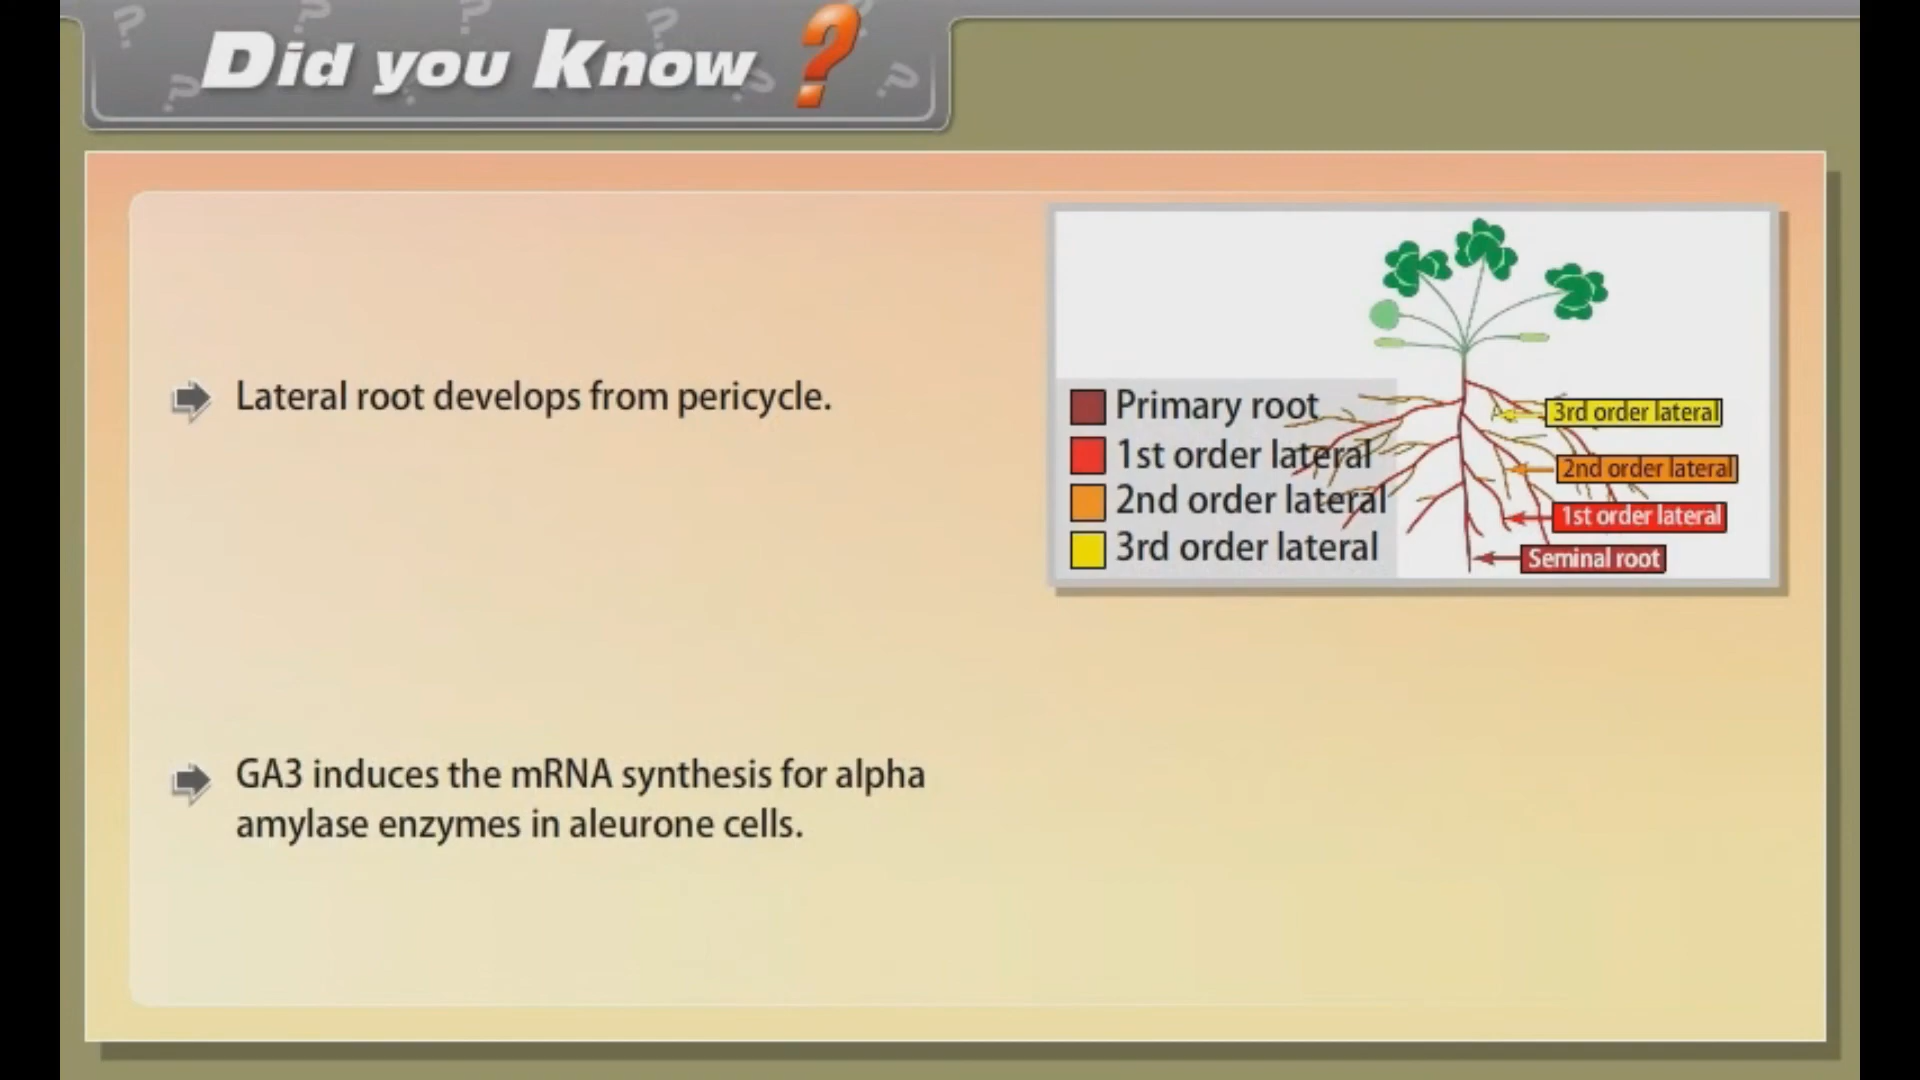 Did you Know ?
Lateral root develops from pericycle.
Primary root
1st order lateral
2nd order lateral
3rd order lateral
3rd order lateral
2nd order lateral
1st order lateral
Seminal root
GA3 induces the mRNA synthesis for alpha
amylase enzymes in aleurone cells.